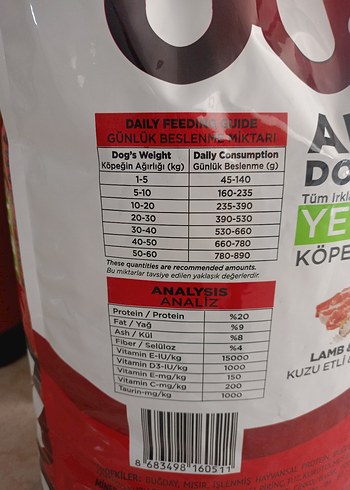 DAILY FEEDING GUIDE
GÜNLÜK BESLENME MİKTARI
Dog's Weight Daily Consumption
Köpeğin Ağırlığı (kg) Günlük Beslenme (g)
1-5 45-140
5-10 160-235
10-20 235-390
20-30 390-530
30-40 530-660
40-50 660-780
50-60 780-890
These quantities are recommended amounts.
Bu miktarlar tavsiye edilen yaklaşık değerlerdir.
ANALYSIS
ANALİZ
Protein / Protein %20
Fat / Yağ %9
Ash / Kül %8
Fiber / Selüloz %4
Vitamin E-IU/kg 15000
Vitamin D3-IU/kg 1000
Vitamin E-mg/kg 150
Vitamin C-mg/kg 200
Taurin-mg/kg 1000
8 683498 160511
Tüm Irkla
YE
KÖPE
LAMB &
KUZU ETLİ
BUĞDAY, MISIR, İŞLENMİŞ HAYVANSAL PROTEİN